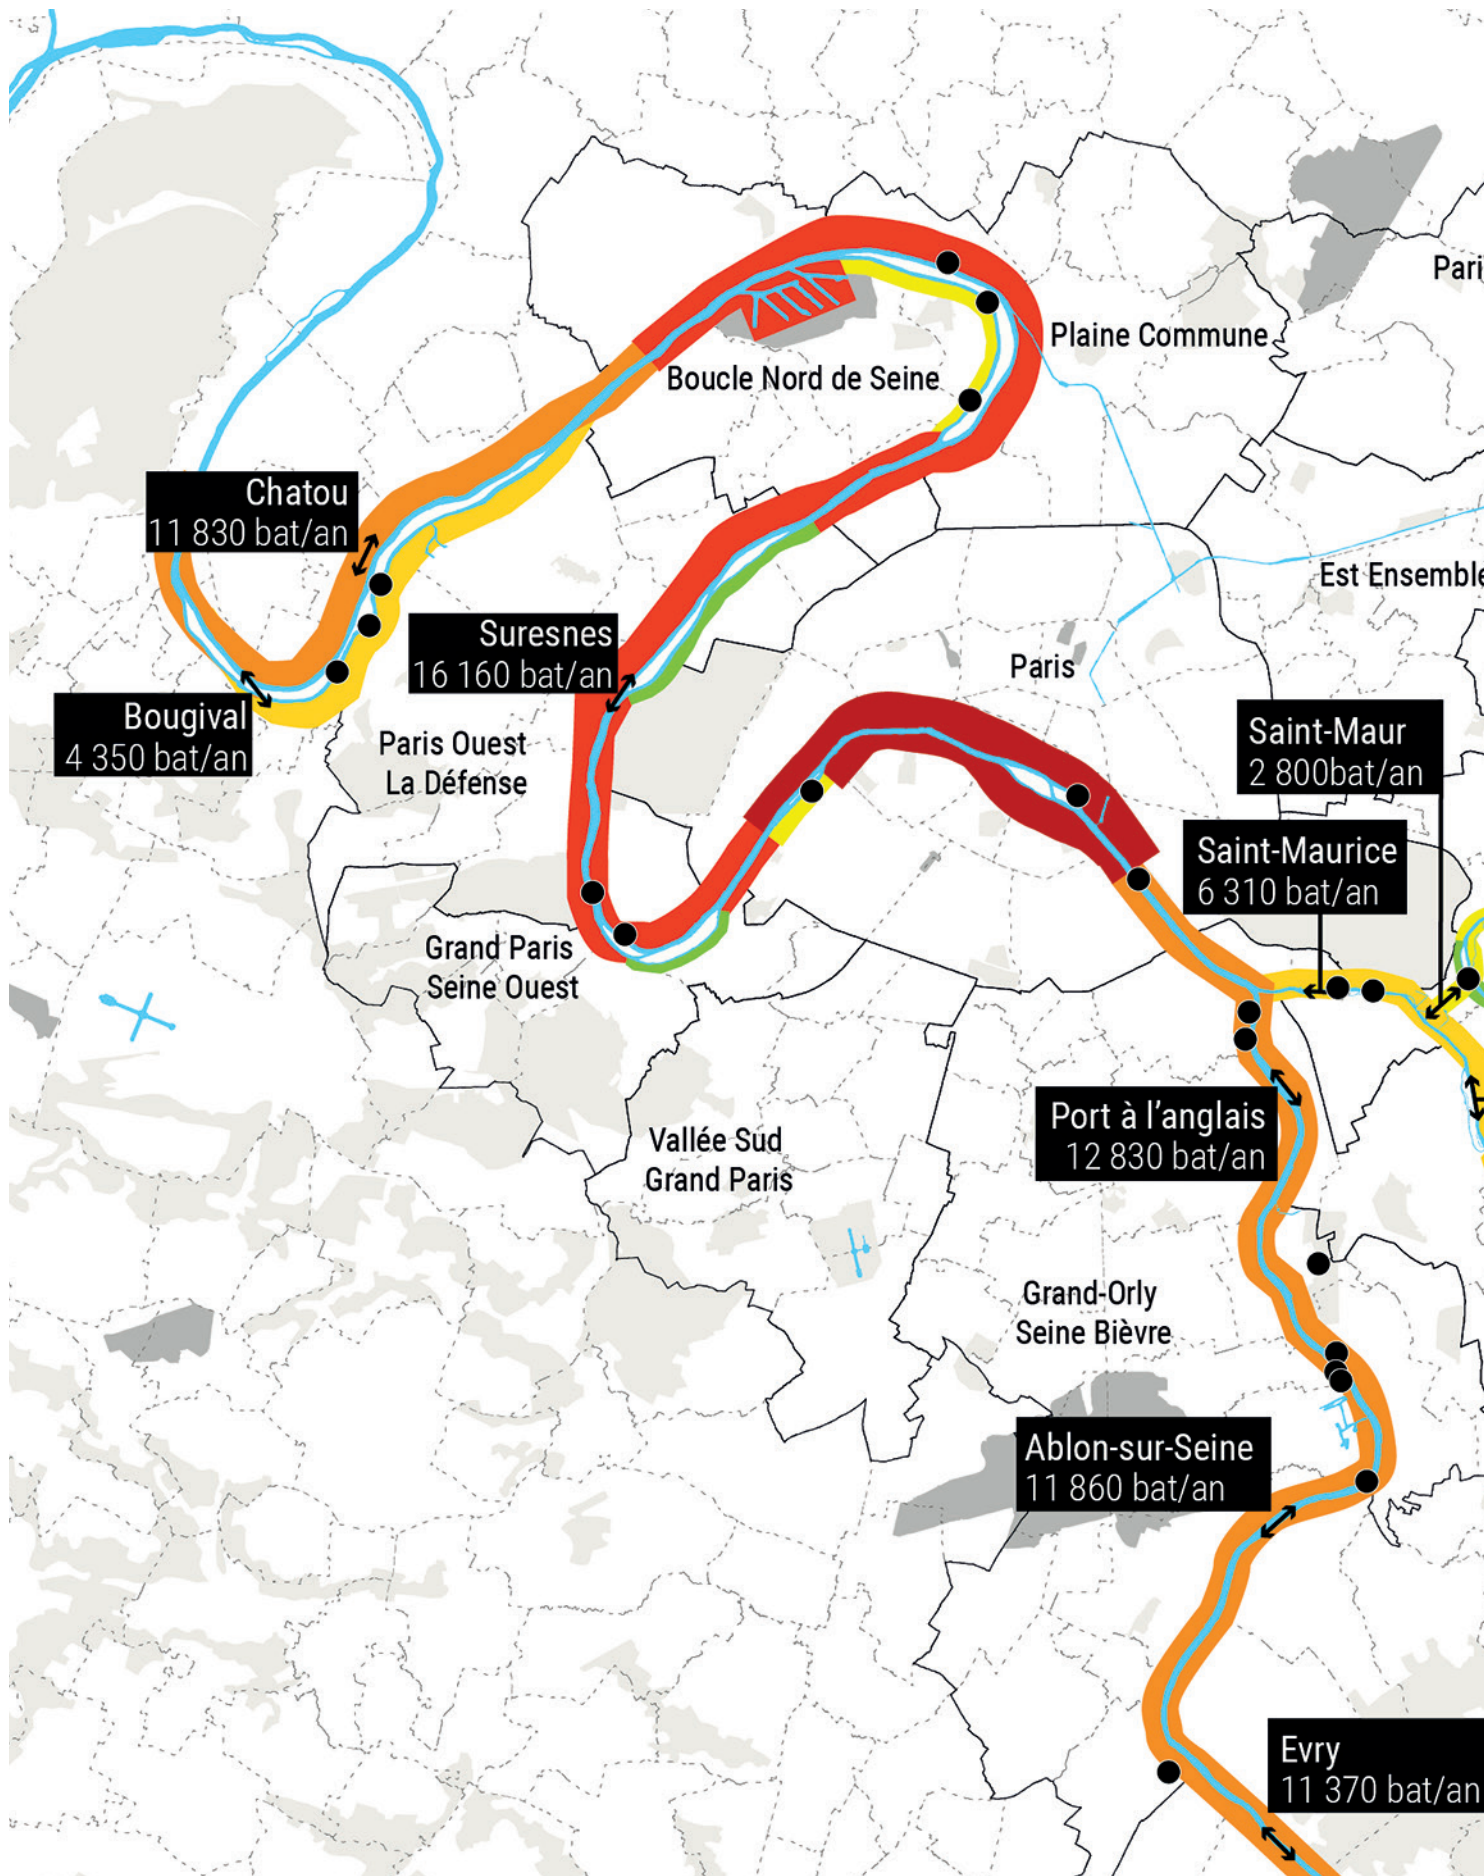 Pari
Plaine Commune
Boucle Nord de Seine
Chatou
11 830 bat/an
Est Ensemble
Suresnes
16 160 bat/an
Paris
Bougival
4 350 bat/an
Paris Ouest
La Défense
Saint-Maur
2 800bat/an
Saint-Maurice
6 310 bat/an
Grand Paris
Seine Ouest
Port à l'anglais
12 830 bat/an
Vallée Sud
Grand Paris
Grand-Orly
Seine Bièvre
Ablon-sur-Seine
11 860 bat/an
Evry
11 370 bat/an